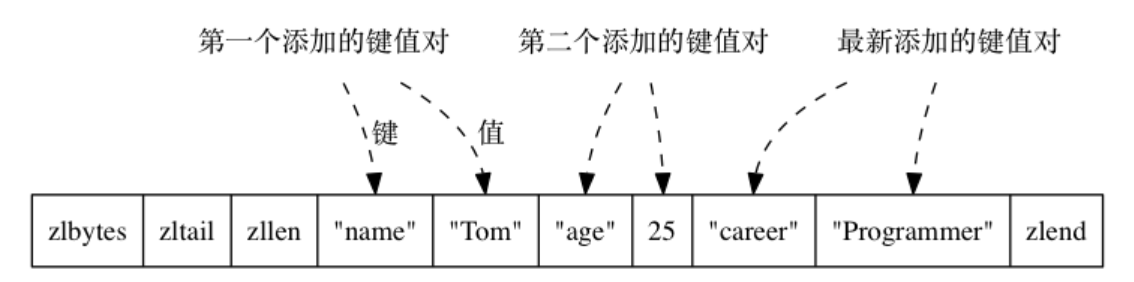 第一个添加的键值对 第二个添加的键值对 最新添加的键值对
键 值
zlbytes zltail zllen "name" "Tom" "age" 25 "career" "Programmer" zlend